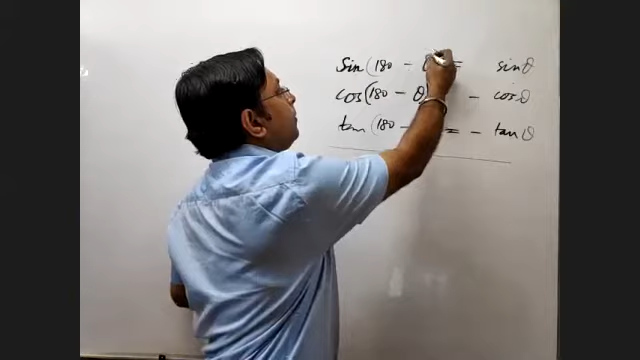 sin (180 - = sinθ
cos (180 - θ) - cosθ
tan (180 - = - tanθ